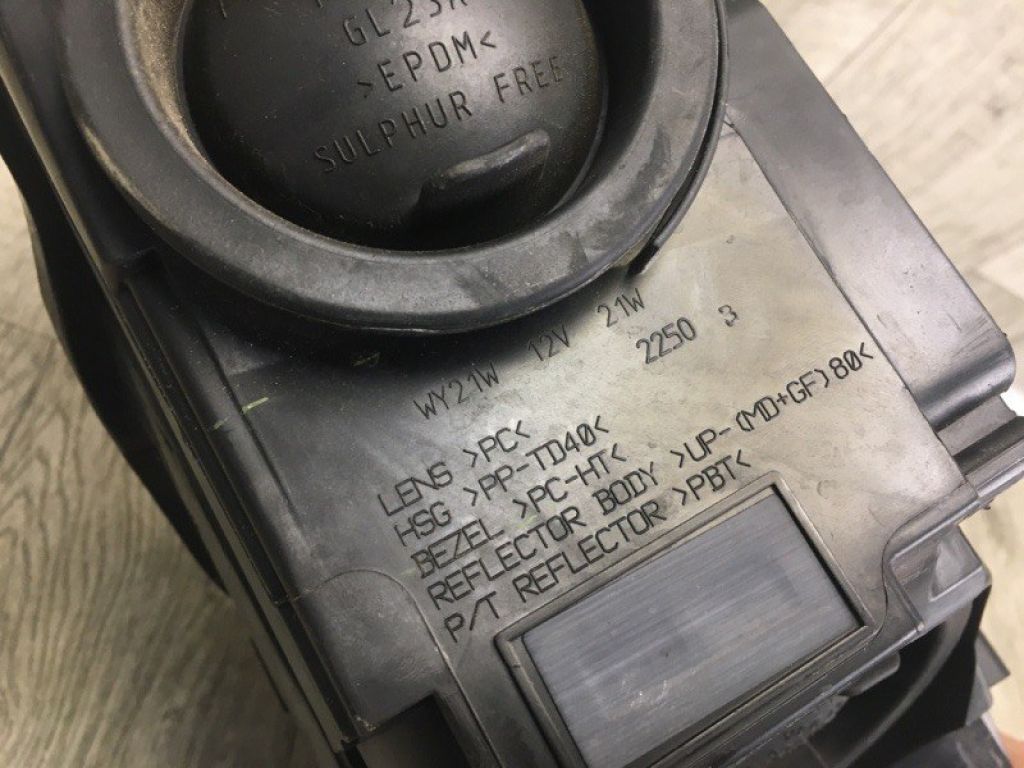 >EPDM<
SULPHUR FREE
WY21W 12V 21W
2250 3
LENS >PC<
HSG >PP-TD40<
BEZEL >PC-HT<
REFLECTOR BODY >UP-(MD+GF)80<
P/T REFLECTOR >PBT<